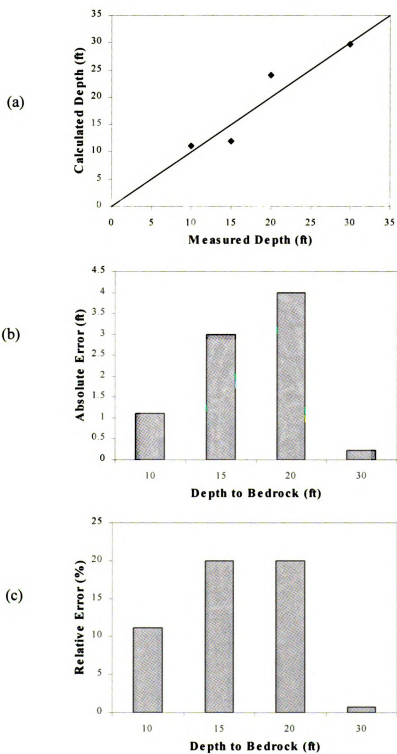 (a)
Calculated Depth (ft)
35
30
25
20
15
10
5
0
0 5 10 15 20 25 30 35
Measured Depth (ft)
(b)
Absolute Error (ft)
4.5
4
3.5
3
2.5
2
1.5
1
0.5
0
10 15 20 30
Depth to Bedrock (ft)
(c)
Relative Error (%)
25
20
15
10
5
0
10 15 20 30
Depth to Bedrock (ft)